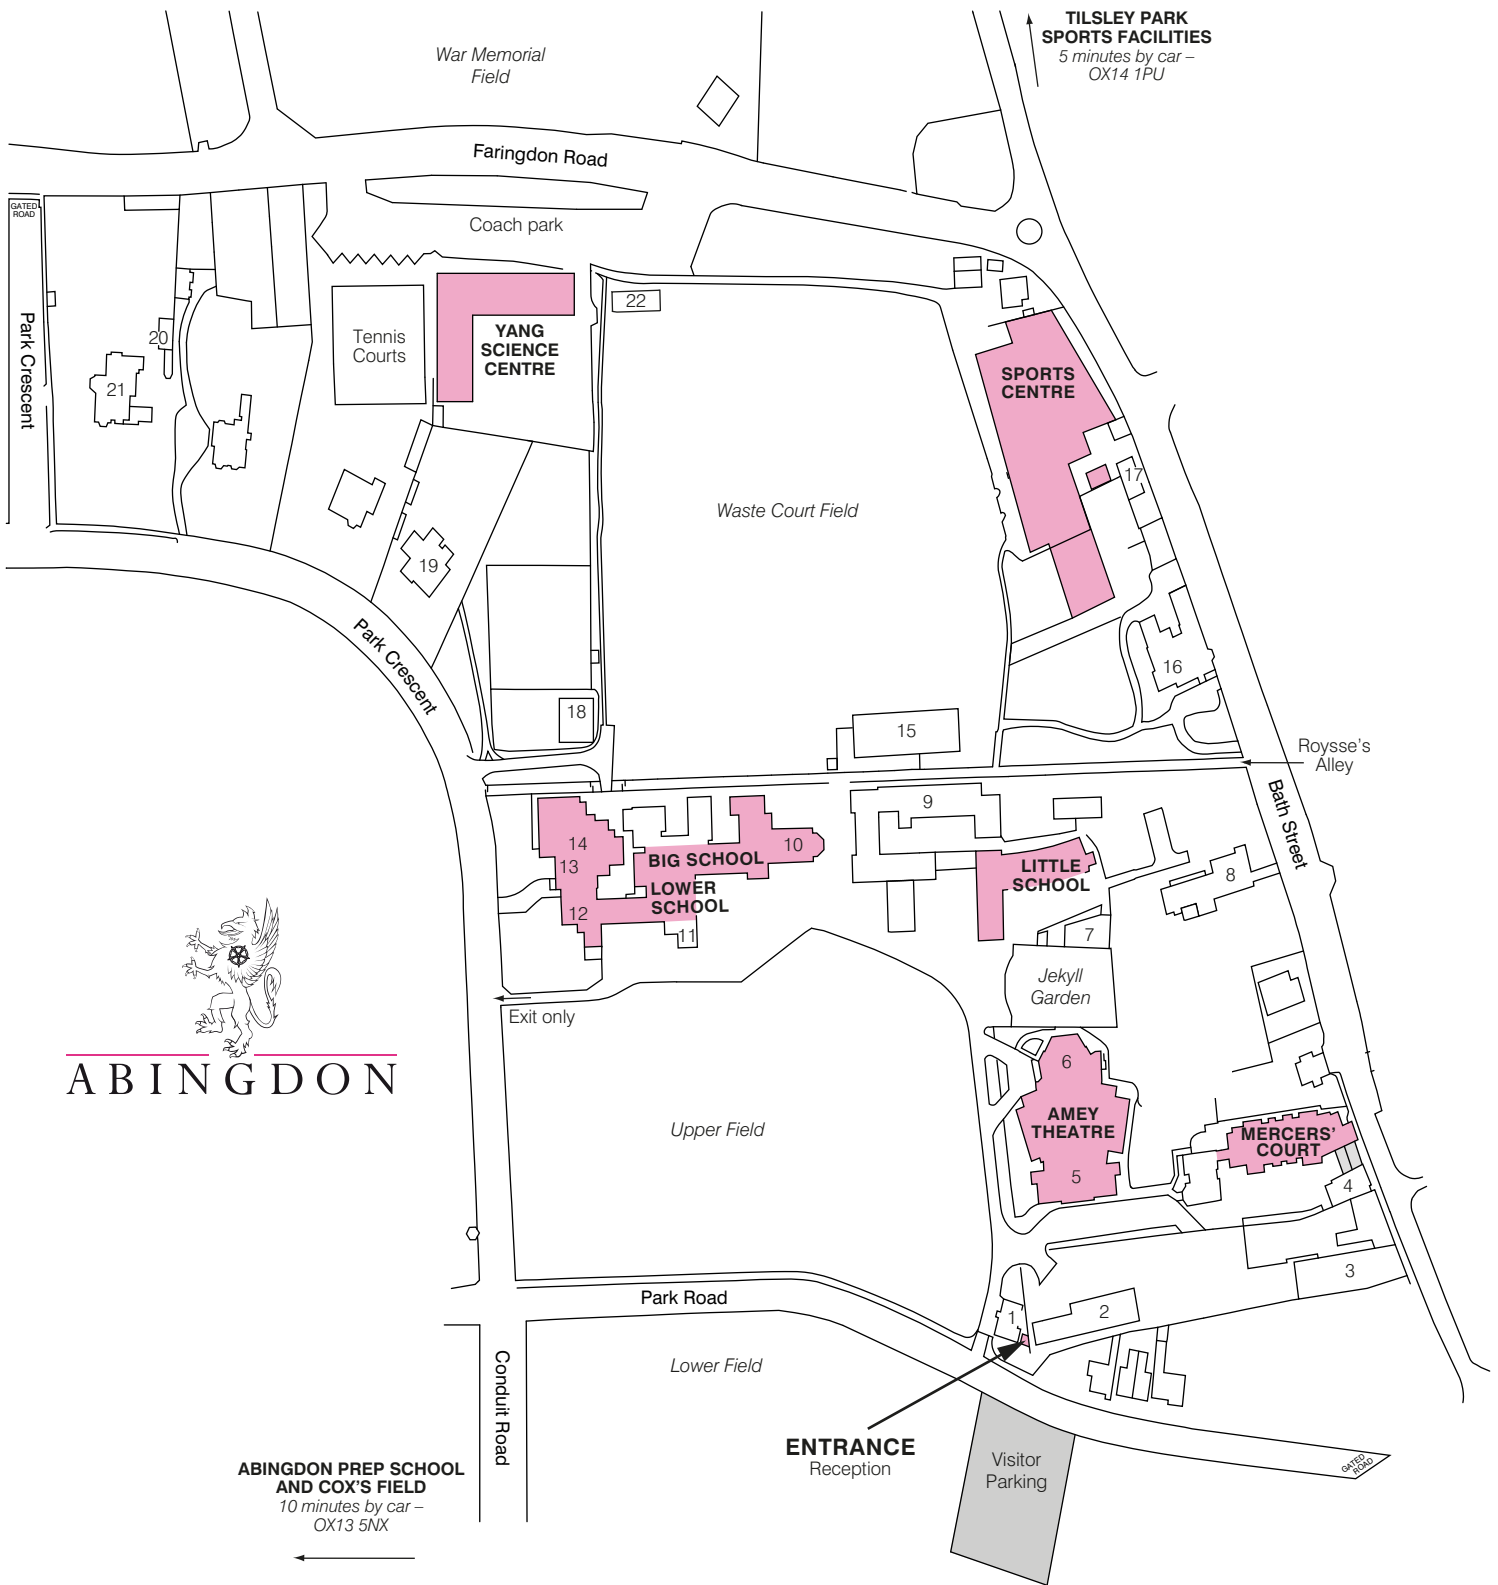 TILSLEY PARK
SPORTS FACILITIES
5 minutes by car –
OX14 1PU
War Memorial
Field
Faringdon Road
GATED
ROAD
Coach park
Park Crescent
20
21
Tennis
Courts
YANG
SCIENCE
CENTRE
22
SPORTS
CENTRE
17
Waste Court Field
19
Park Crescent
16
18
15
Roysse's
Alley
Bath Street
9
14
13
12
BIG SCHOOL
10
LOWER
SCHOOL
11
LITTLE
SCHOOL
8
7
Jekyll
Garden
Exit only
ABINGDON
6
AMEY
THEATRE
5
Upper Field
MERCERS'
COURT
4
3
Park Road
1
2
Lower Field
Conduit Road
ENTRANCE
Reception
Visitor
Parking
GATED
ROAD
ABINGDON PREP SCHOOL
AND COX'S FIELD
10 minutes by car –
OX13 5NX